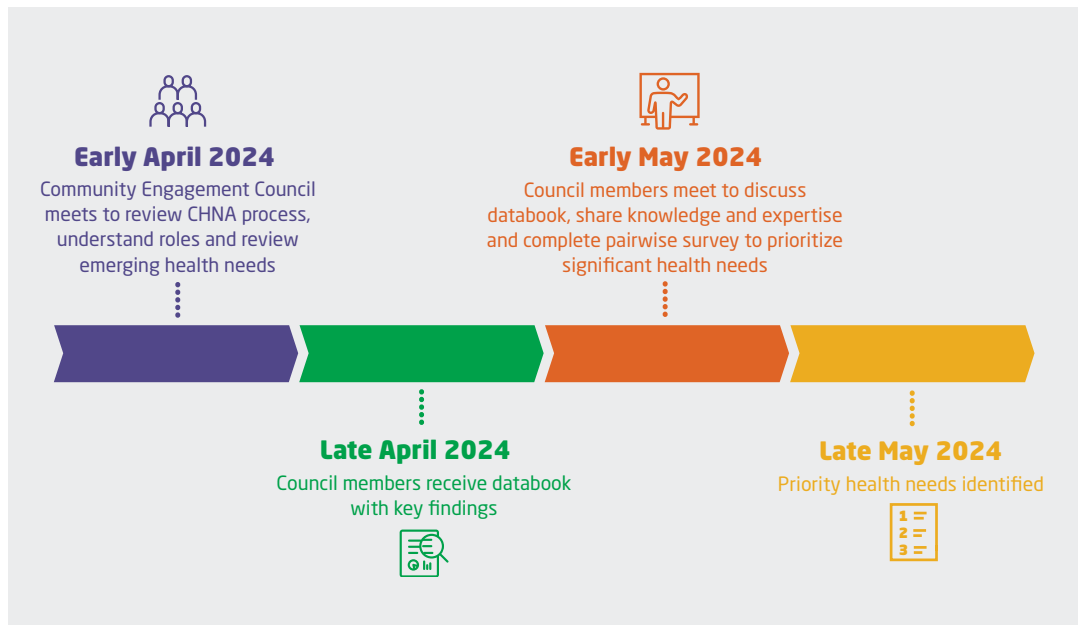 Early April 2024
Community Engagement Council
meets to review CHNA process,
understand roles and review
emerging health needs
Late April 2024
Council members receive databook
with key findings
Early May 2024
Council members meet to discuss
databook, share knowledge and expertise
and complete pairwise survey to prioritize
significant health needs
Late May 2024
Priority health needs identified
1
2
3